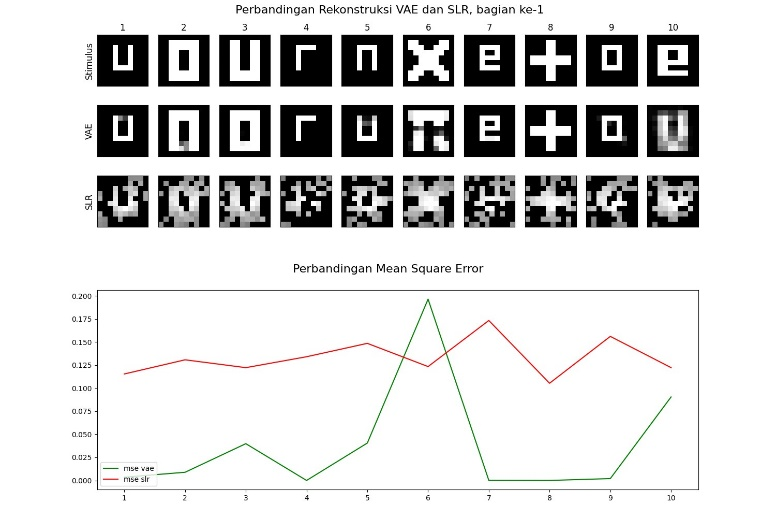 Perbandingan Rekonstruksi VAE dan SLR, bagian ke-1
1 2 3 4 5 6 7 8 9 10
Stimulus
VAE
SLR
Perbandingan Mean Square Error
0.200
0.175
0.150
0.125
0.100
0.075
0.050
0.025
0.000
mse vae
mse slr
1 2 3 4 5 6 7 8 9 10